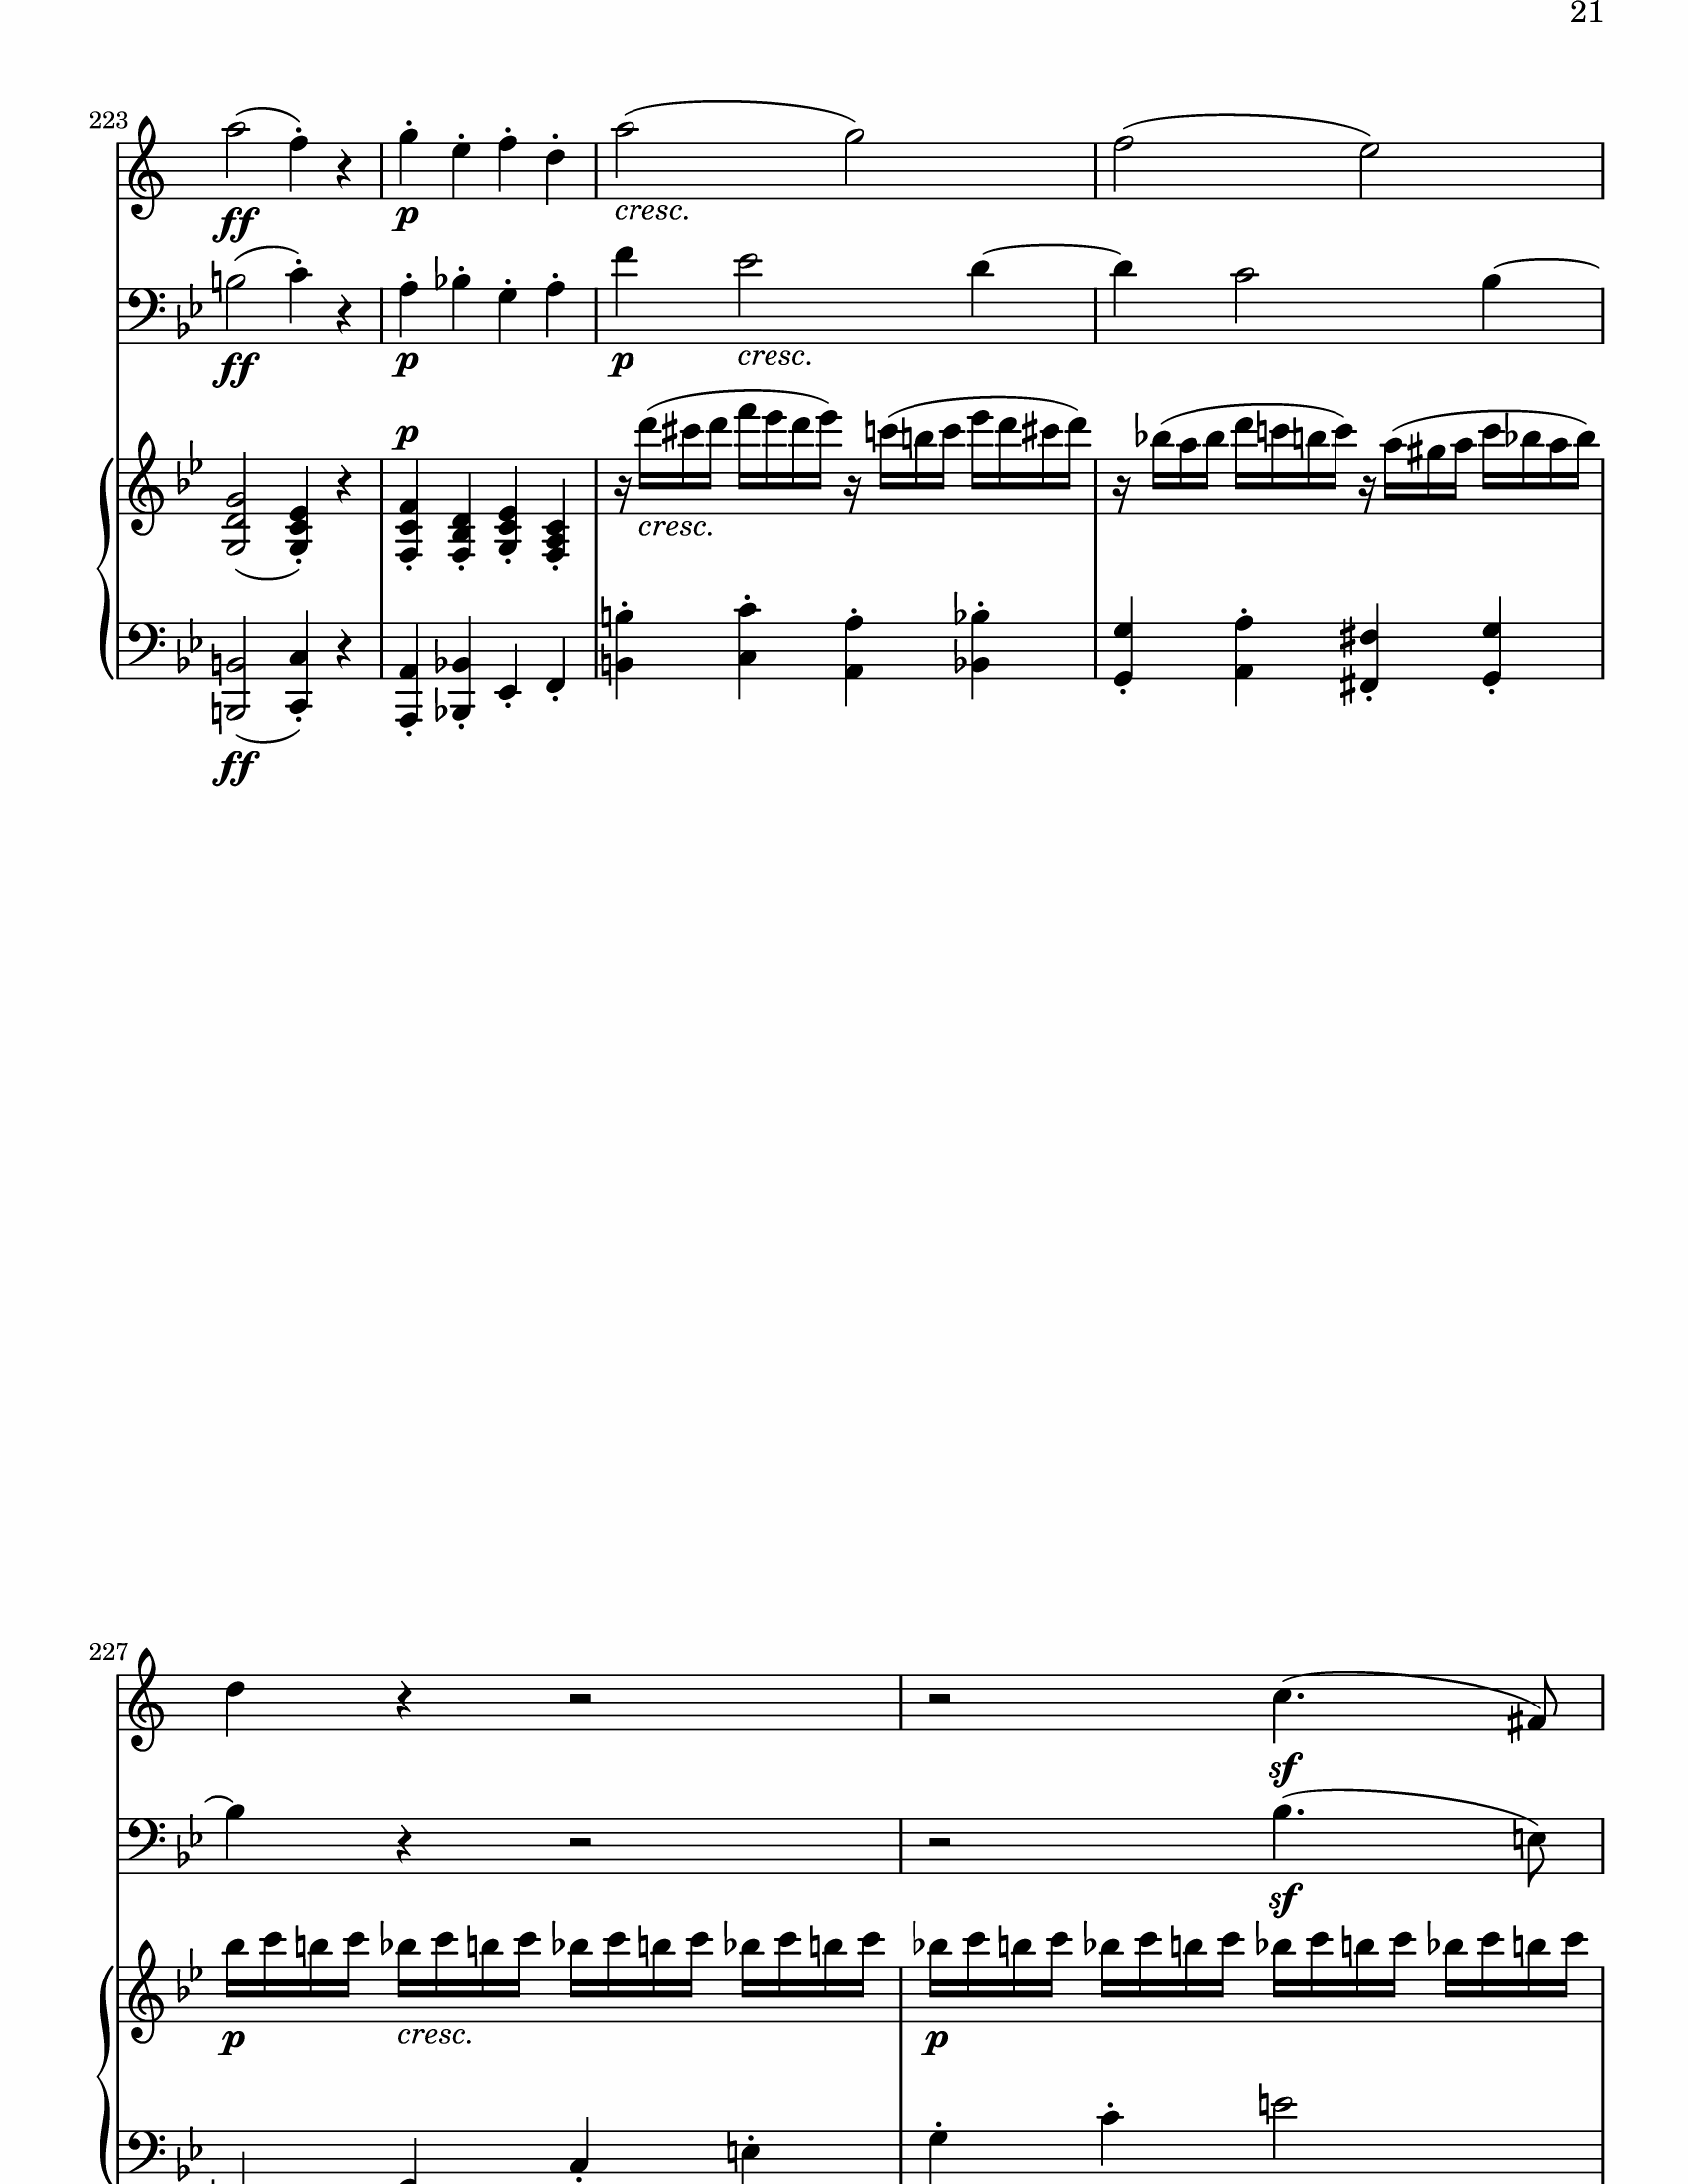 21
223
ff p cresc.
ff p p cresc.
p
cresc.
ff
227
sf
sf
p cresc. p